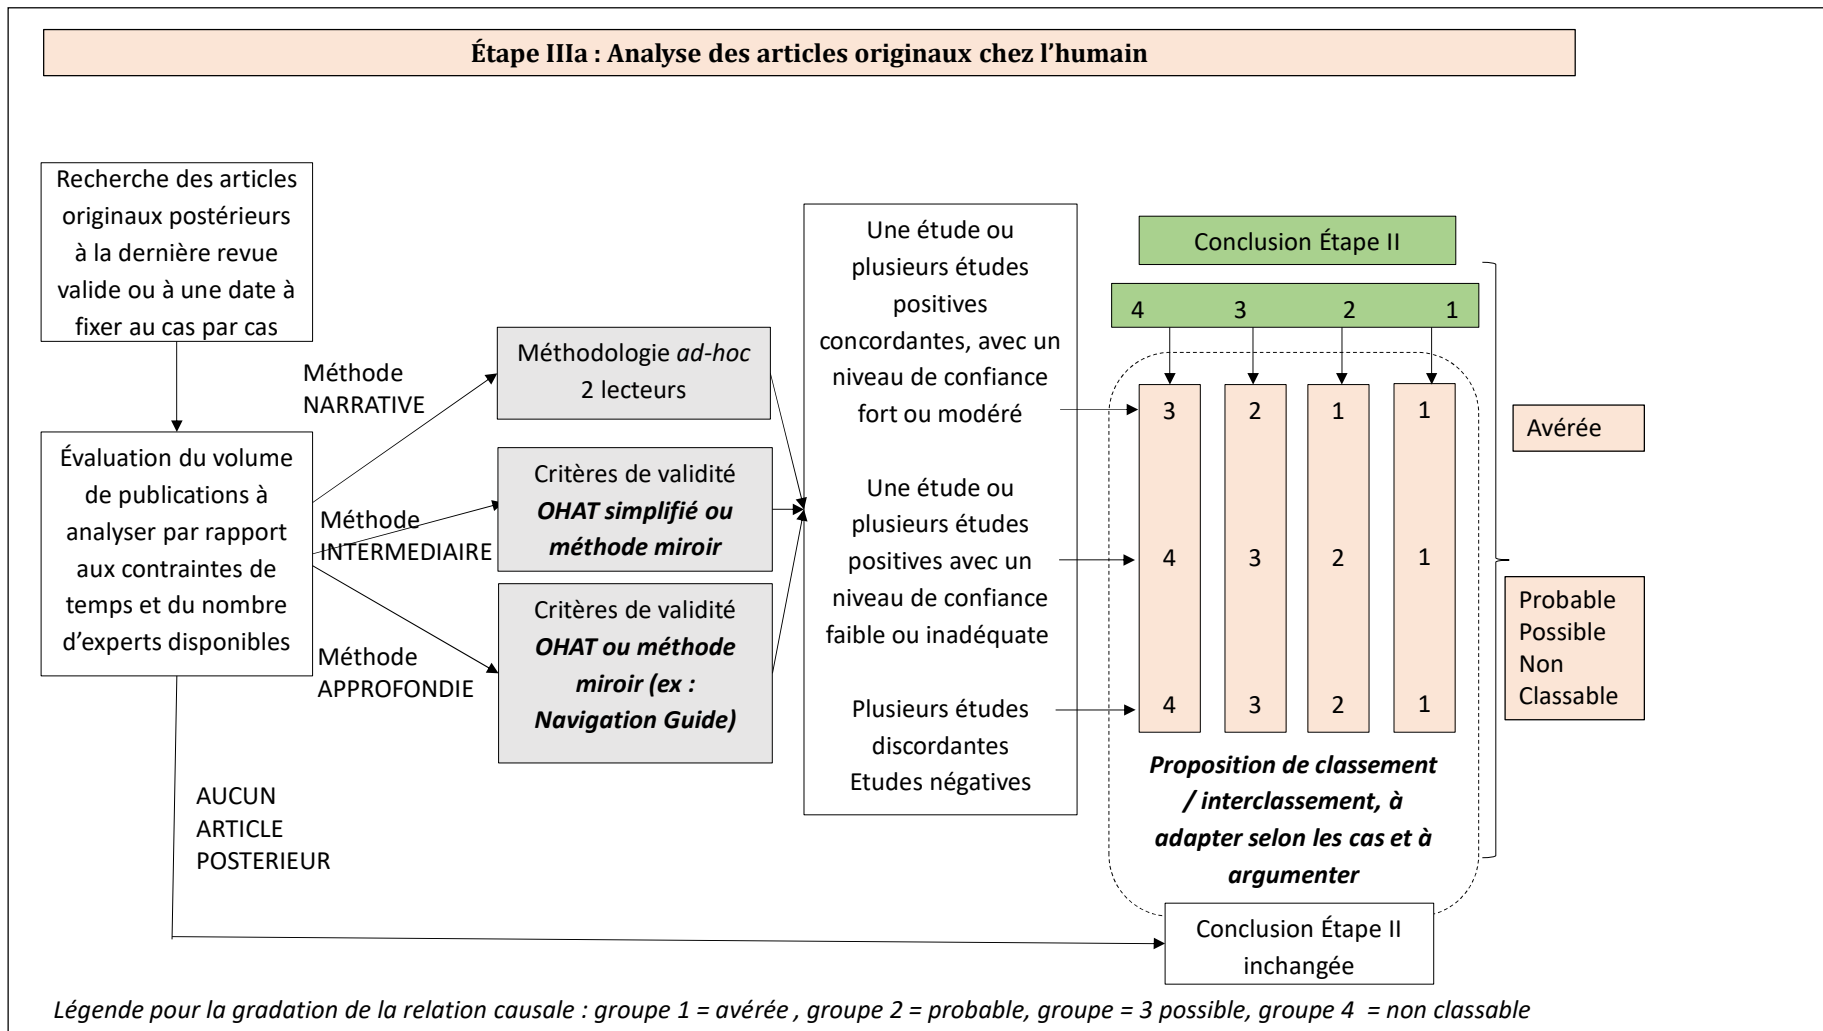 Étape IIIa : Analyse des articles originaux chez l’humain
Recherche des articles
originaux postérieurs
à la dernière revue
valide ou à une date à
fixer au cas par cas
Évaluation du volume
de publications à
analyser par rapport
aux contraintes de
temps et du nombre
d’experts disponibles
Méthode
NARRATIVE
Méthode
INTERMEDIAIRE
Méthode
APPROFONDIE
AUCUN
ARTICLE
POSTERIEUR
Méthodologie ad-hoc
2 lecteurs
Critères de validité
OHAT simplifié ou
méthode miroir
Critères de validité
OHAT ou méthode
miroir (ex :
Navigation Guide)
Une étude ou
plusieurs études
positives
concordantes, avec un
niveau de confiance
fort ou modéré
Une étude ou
plusieurs études
positives avec un
niveau de confiance
faible ou inadéquate
Plusieurs études
discordantes
Etudes négatives
Conclusion Étape II
4 3 2 1
3 2 1 1
4 3 2 1
4 3 2 1
Proposition de classement
/ interclassement, à
adapter selon les cas et à
argumenter
Conclusion Étape II
inchangée
Avérée
Probable
Possible
Non
Classable
Légende pour la gradation de la relation causale : groupe 1 = avérée , groupe 2 = probable, groupe = 3 possible, groupe 4 = non classable